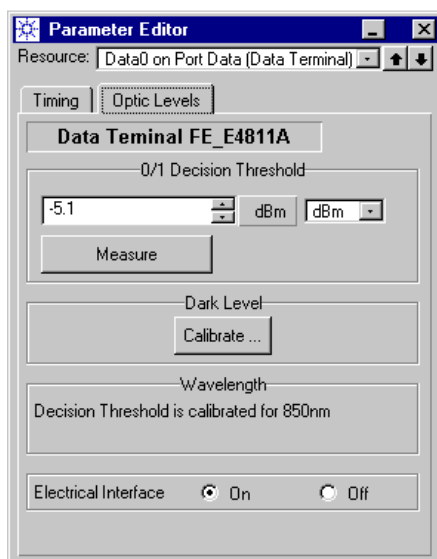 Parameter Editor
Resource: Data0 on Port Data (Data Terminal)
Timing Optic Levels
Data Teminal FE_E4811A
0/1 Decision Threshold
-5.1 dBm dBm
Measure
Dark Level
Calibrate ...
Wavelength
Decision Threshold is calibrated for 850nm
Electrical Interface On Off